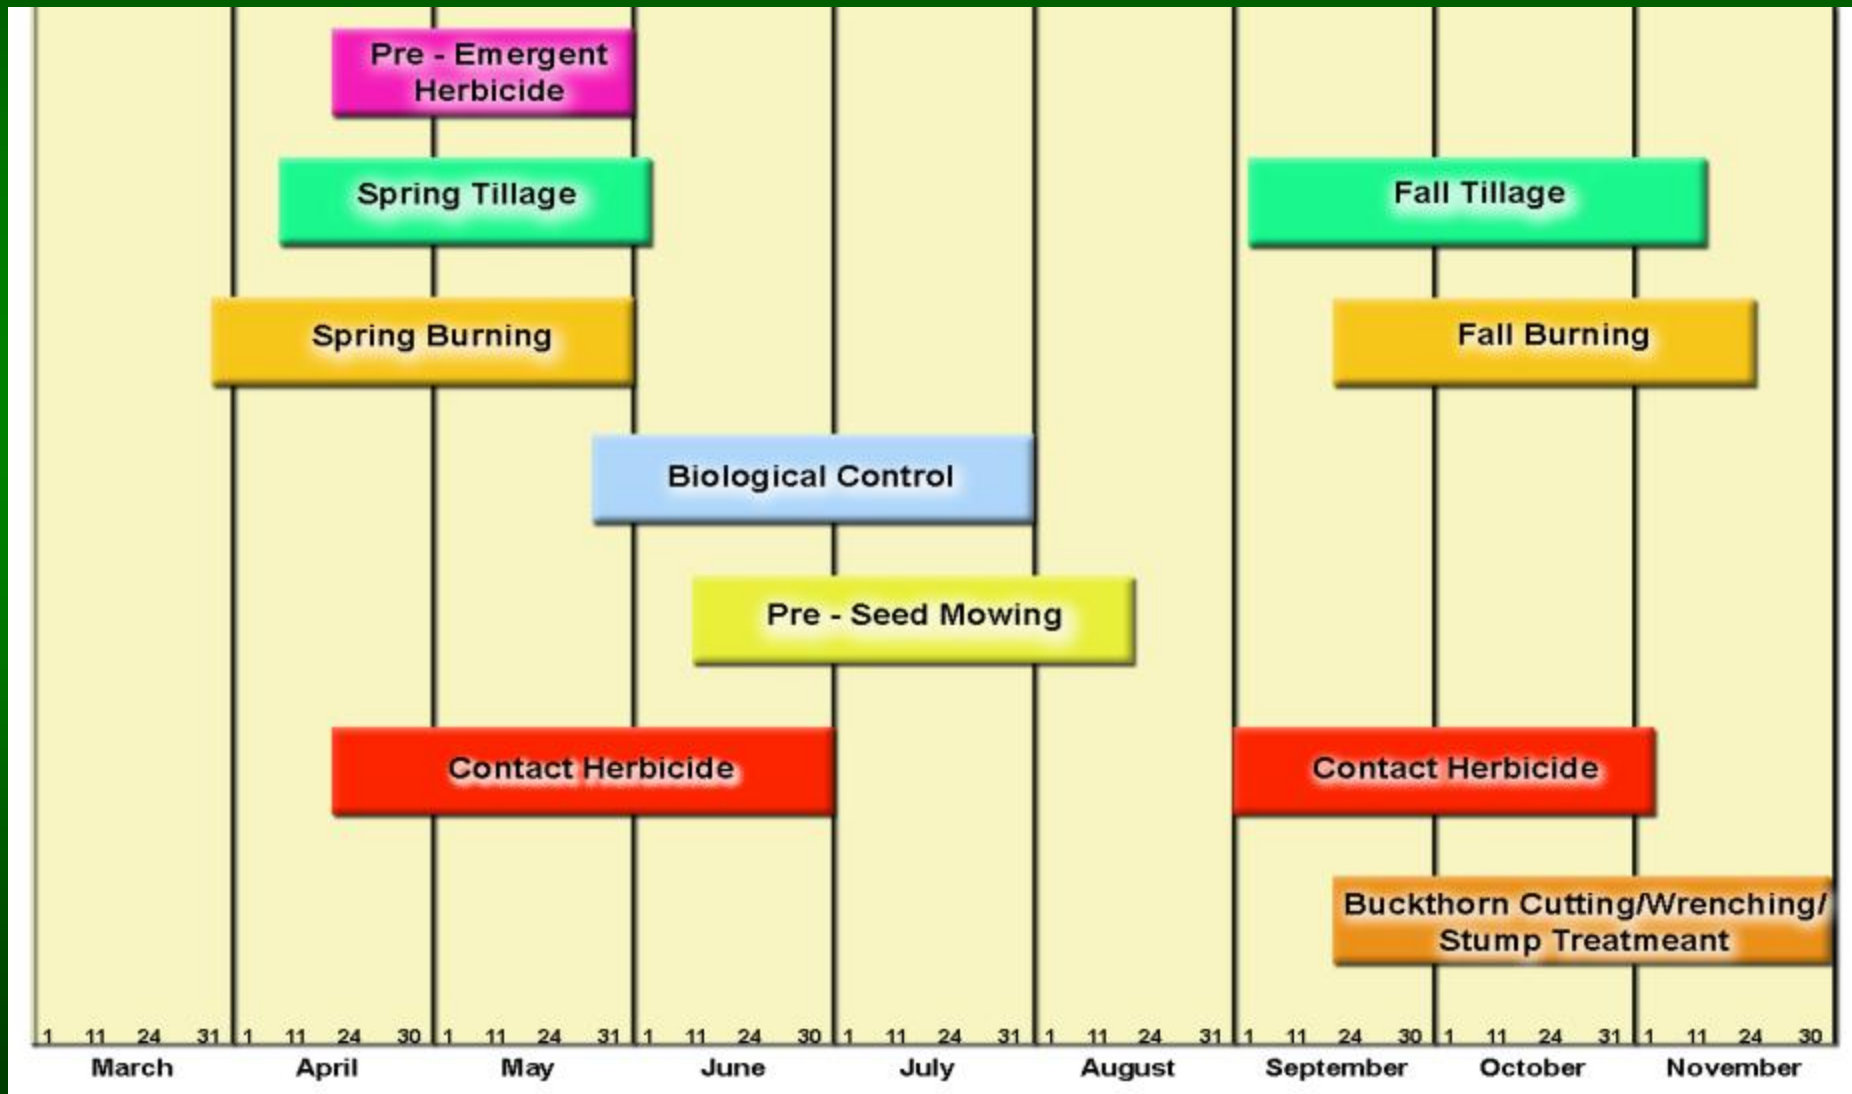 Pre - Emergent
Herbicide
Spring Tillage
Fall Tillage
Spring Burning
Fall Burning
Biological Control
Pre - Seed Mowing
Contact Herbicide
Contact Herbicide
Buckthorn Cutting/Wrenching/
Stump Treatmeant
1 11 24 31 1 11 24 30 1 11 24 31 1 11 24 30 1 11 24 31 1 11 24 31 1 11 24 30 1 11 24 31 1 11 24 30
March April May June July August September October November